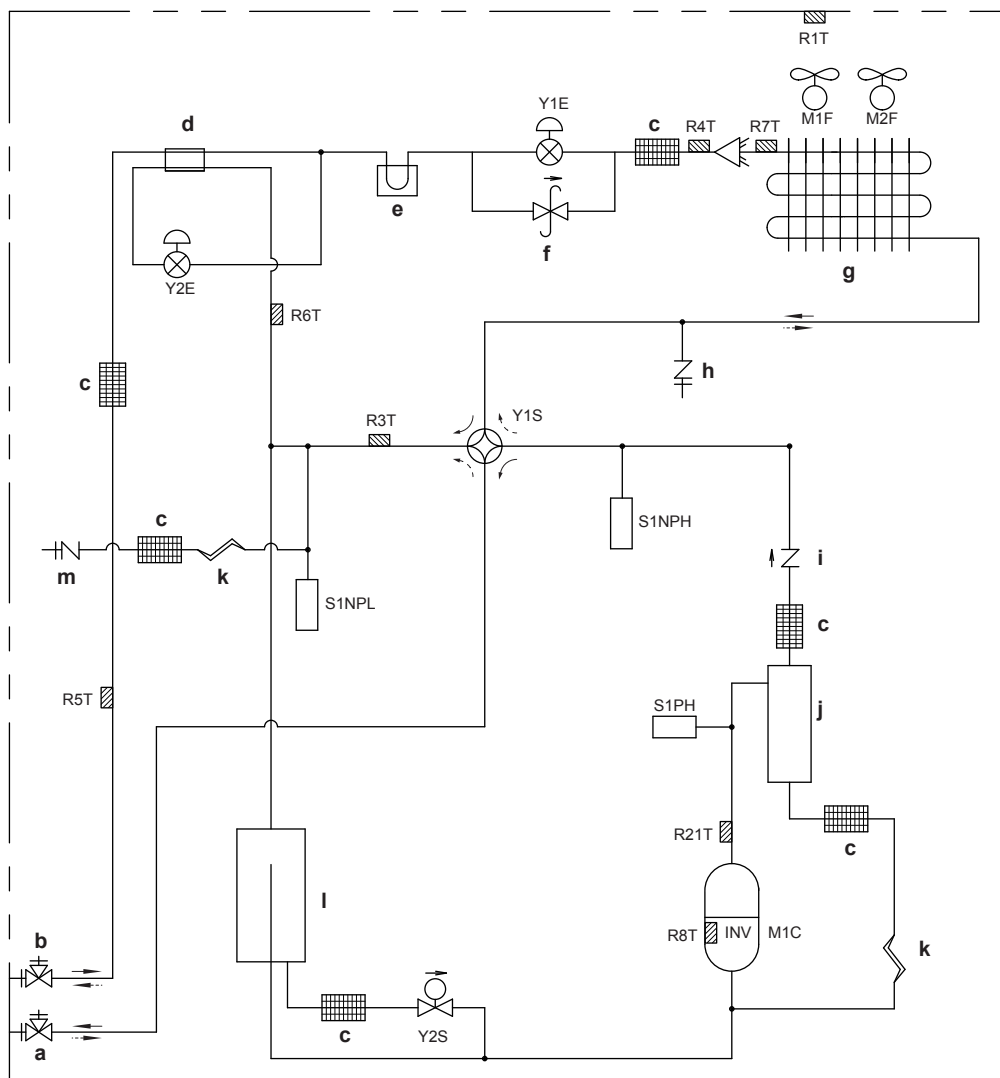 R1T
M1F
M2F
Y1E
d
c
R4T
R7T
e
f
g
Y2E
R6T
c
h
R3T
Y1S
c
S1NPH
m
k
i
S1NPL
c
R5T
S1PH
j
R21T
c
l
R8T
INV
M1C
k
b
c
Y2S
a